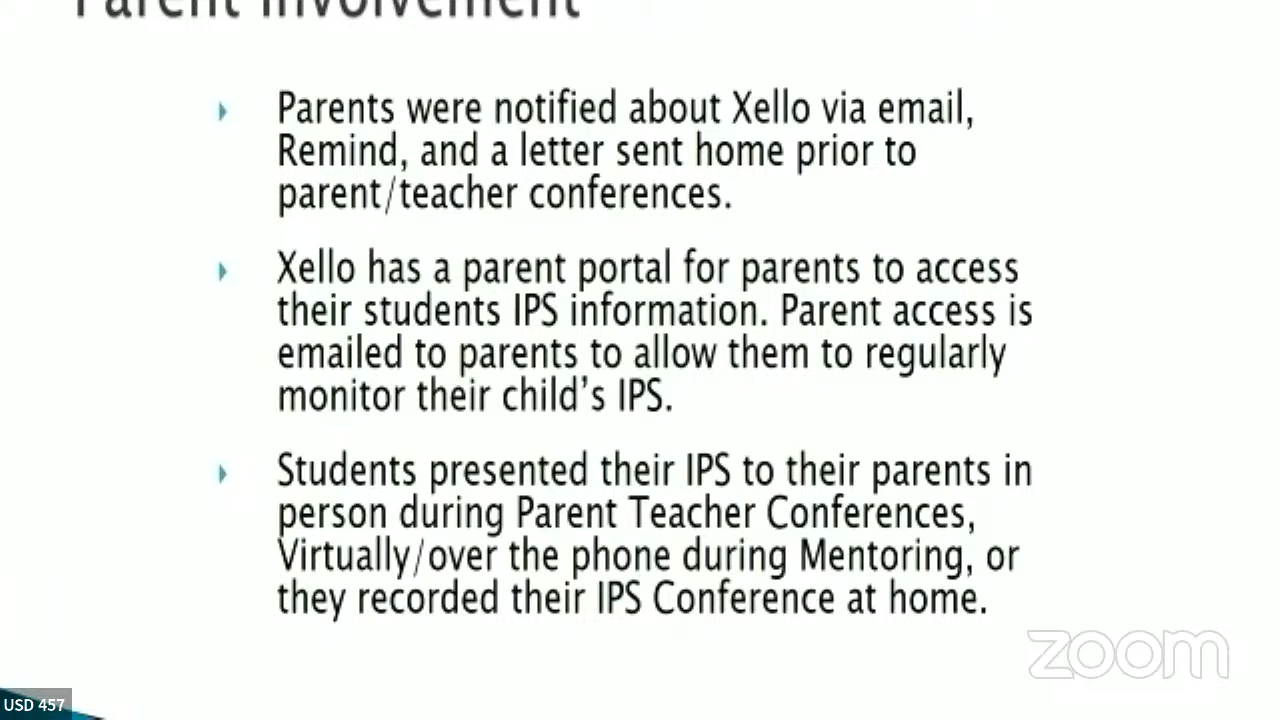 Parent Involvement
Parents were notified about Xello via email,
Remind, and a letter sent home prior to
parent/teacher conferences.
Xello has a parent portal for parents to access
their students IPS information. Parent access is
emailed to parents to allow them to regularly
monitor their child's IPS.
Students presented their IPS to their parents in
person during Parent Teacher Conferences,
Virtually/over the phone during Mentoring, or
they recorded their IPS Conference at home.
zoom
USD 457